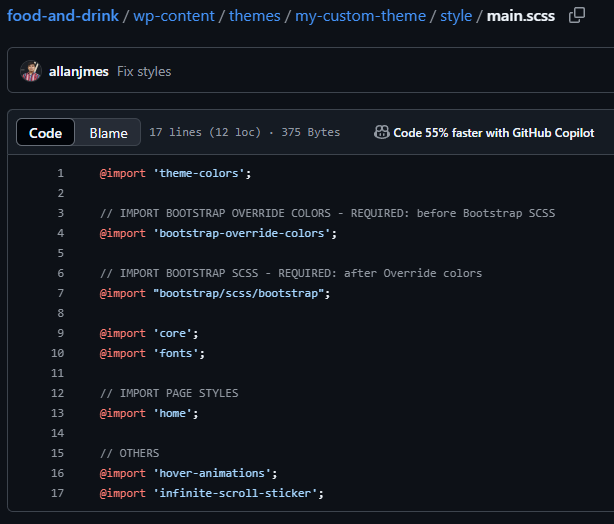 food-and-drink / wp-content / themes / my-custom-theme / style / main.scss
allanjmes Fix styles
Code Blame 17 lines (12 loc) · 375 Bytes Code 55% faster with GitHub Copilot
1 @import 'theme-colors';
2
3 // IMPORT BOOTSTRAP OVERRIDE COLORS - REQUIRED: before Bootstrap SCSS
4 @import 'bootstrap-override-colors';
5
6 // IMPORT BOOTSTRAP SCSS - REQUIRED: after Override colors
7 @import "bootstrap/scss/bootstrap";
8
9 @import 'core';
10 @import 'fonts';
11
12 // IMPORT PAGE STYLES
13 @import 'home';
14
15 // OTHERS
16 @import 'hover-animations';
17 @import 'infinite-scroll-sticker';